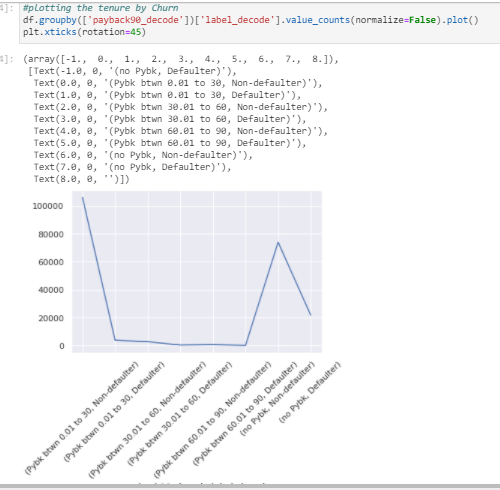 4]:
#plotting the tenure by Churn
df.groupby(['payback90_decode'])['label_decode'].value_counts(normalize=False).plot()
plt.xticks(rotation=45)
4]:
(array([-1., 0., 1., 2., 3., 4., 5., 6., 7., 8.]),
[Text(-1.0, 0, '(no Pybk, Defaulter)'),
Text(0.0, 0, '(Pybk btwn 0.01 to 30, Non-defaulter)'),
Text(1.0, 0, '(Pybk btwn 0.01 to 30, Defaulter)'),
Text(2.0, 0, '(Pybk btwn 30.01 to 60, Non-defaulter)'),
Text(3.0, 0, '(Pybk btwn 30.01 to 60, Defaulter)'),
Text(4.0, 0, '(Pybk btwn 60.01 to 90, Non-defaulter)'),
Text(5.0, 0, '(Pybk btwn 60.01 to 90, Defaulter)'),
Text(6.0, 0, '(no Pybk, Non-defaulter)'),
Text(7.0, 0, '(no Pybk, Defaulter)'),
Text(8.0, 0, '')])
100000
80000
60000
40000
20000
0
(Pybk btwn 0.01 to 30, Non-defaulter)
(Pybk btwn 0.01 to 30, Defaulter)
(Pybk btwn 30.01 to 60, Non-defaulter)
(Pybk btwn 30.01 to 60, Defaulter)
(Pybk btwn 60.01 to 90, Non-defaulter)
(Pybk btwn 60.01 to 90, Defaulter)
(no Pybk, Non-defaulter)
(no Pybk, Defaulter)